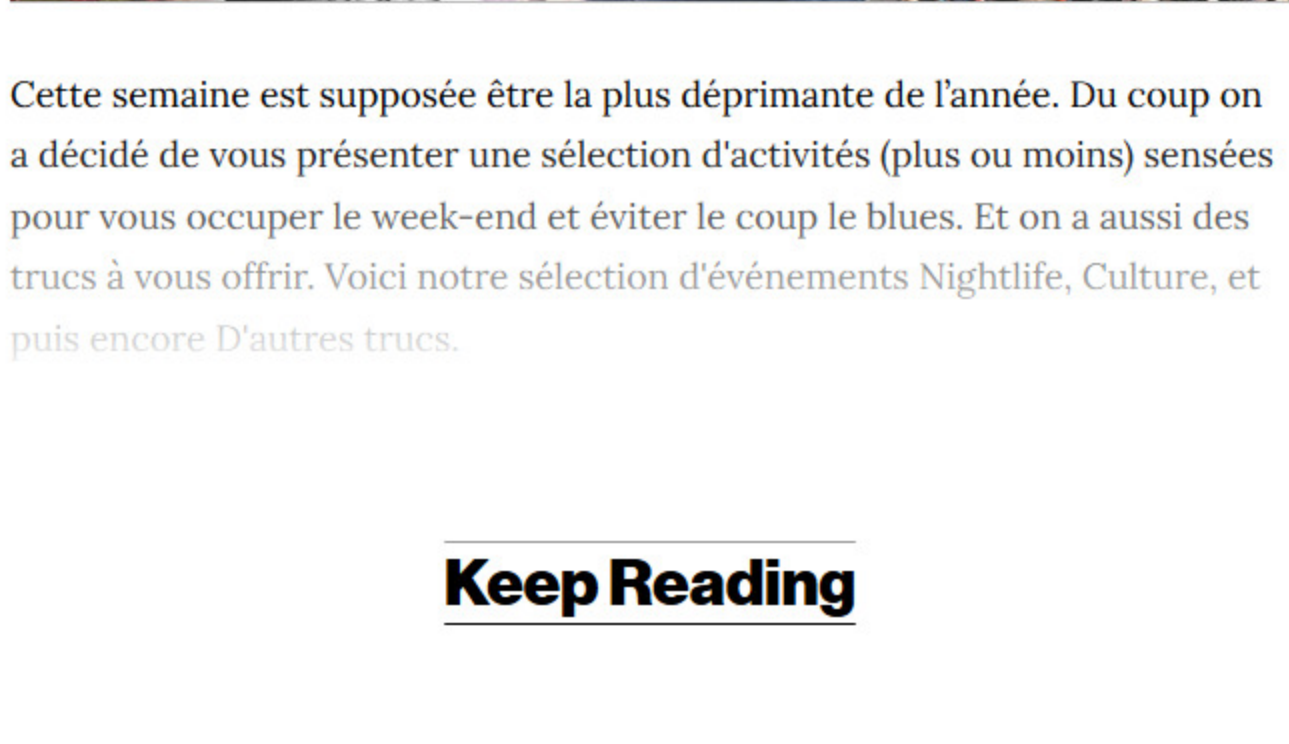 Cette semaine est supposée être la plus déprimante de l’année. Du coup on
a décidé de vous présenter une sélection d'activités (plus ou moins) sensées
pour vous occuper le week-end et éviter le coup le blues. Et on a aussi des
trucs à vous offrir. Voici notre sélection d'événements Nightlife, Culture, et
puis encore D'autres trucs.
Keep Reading